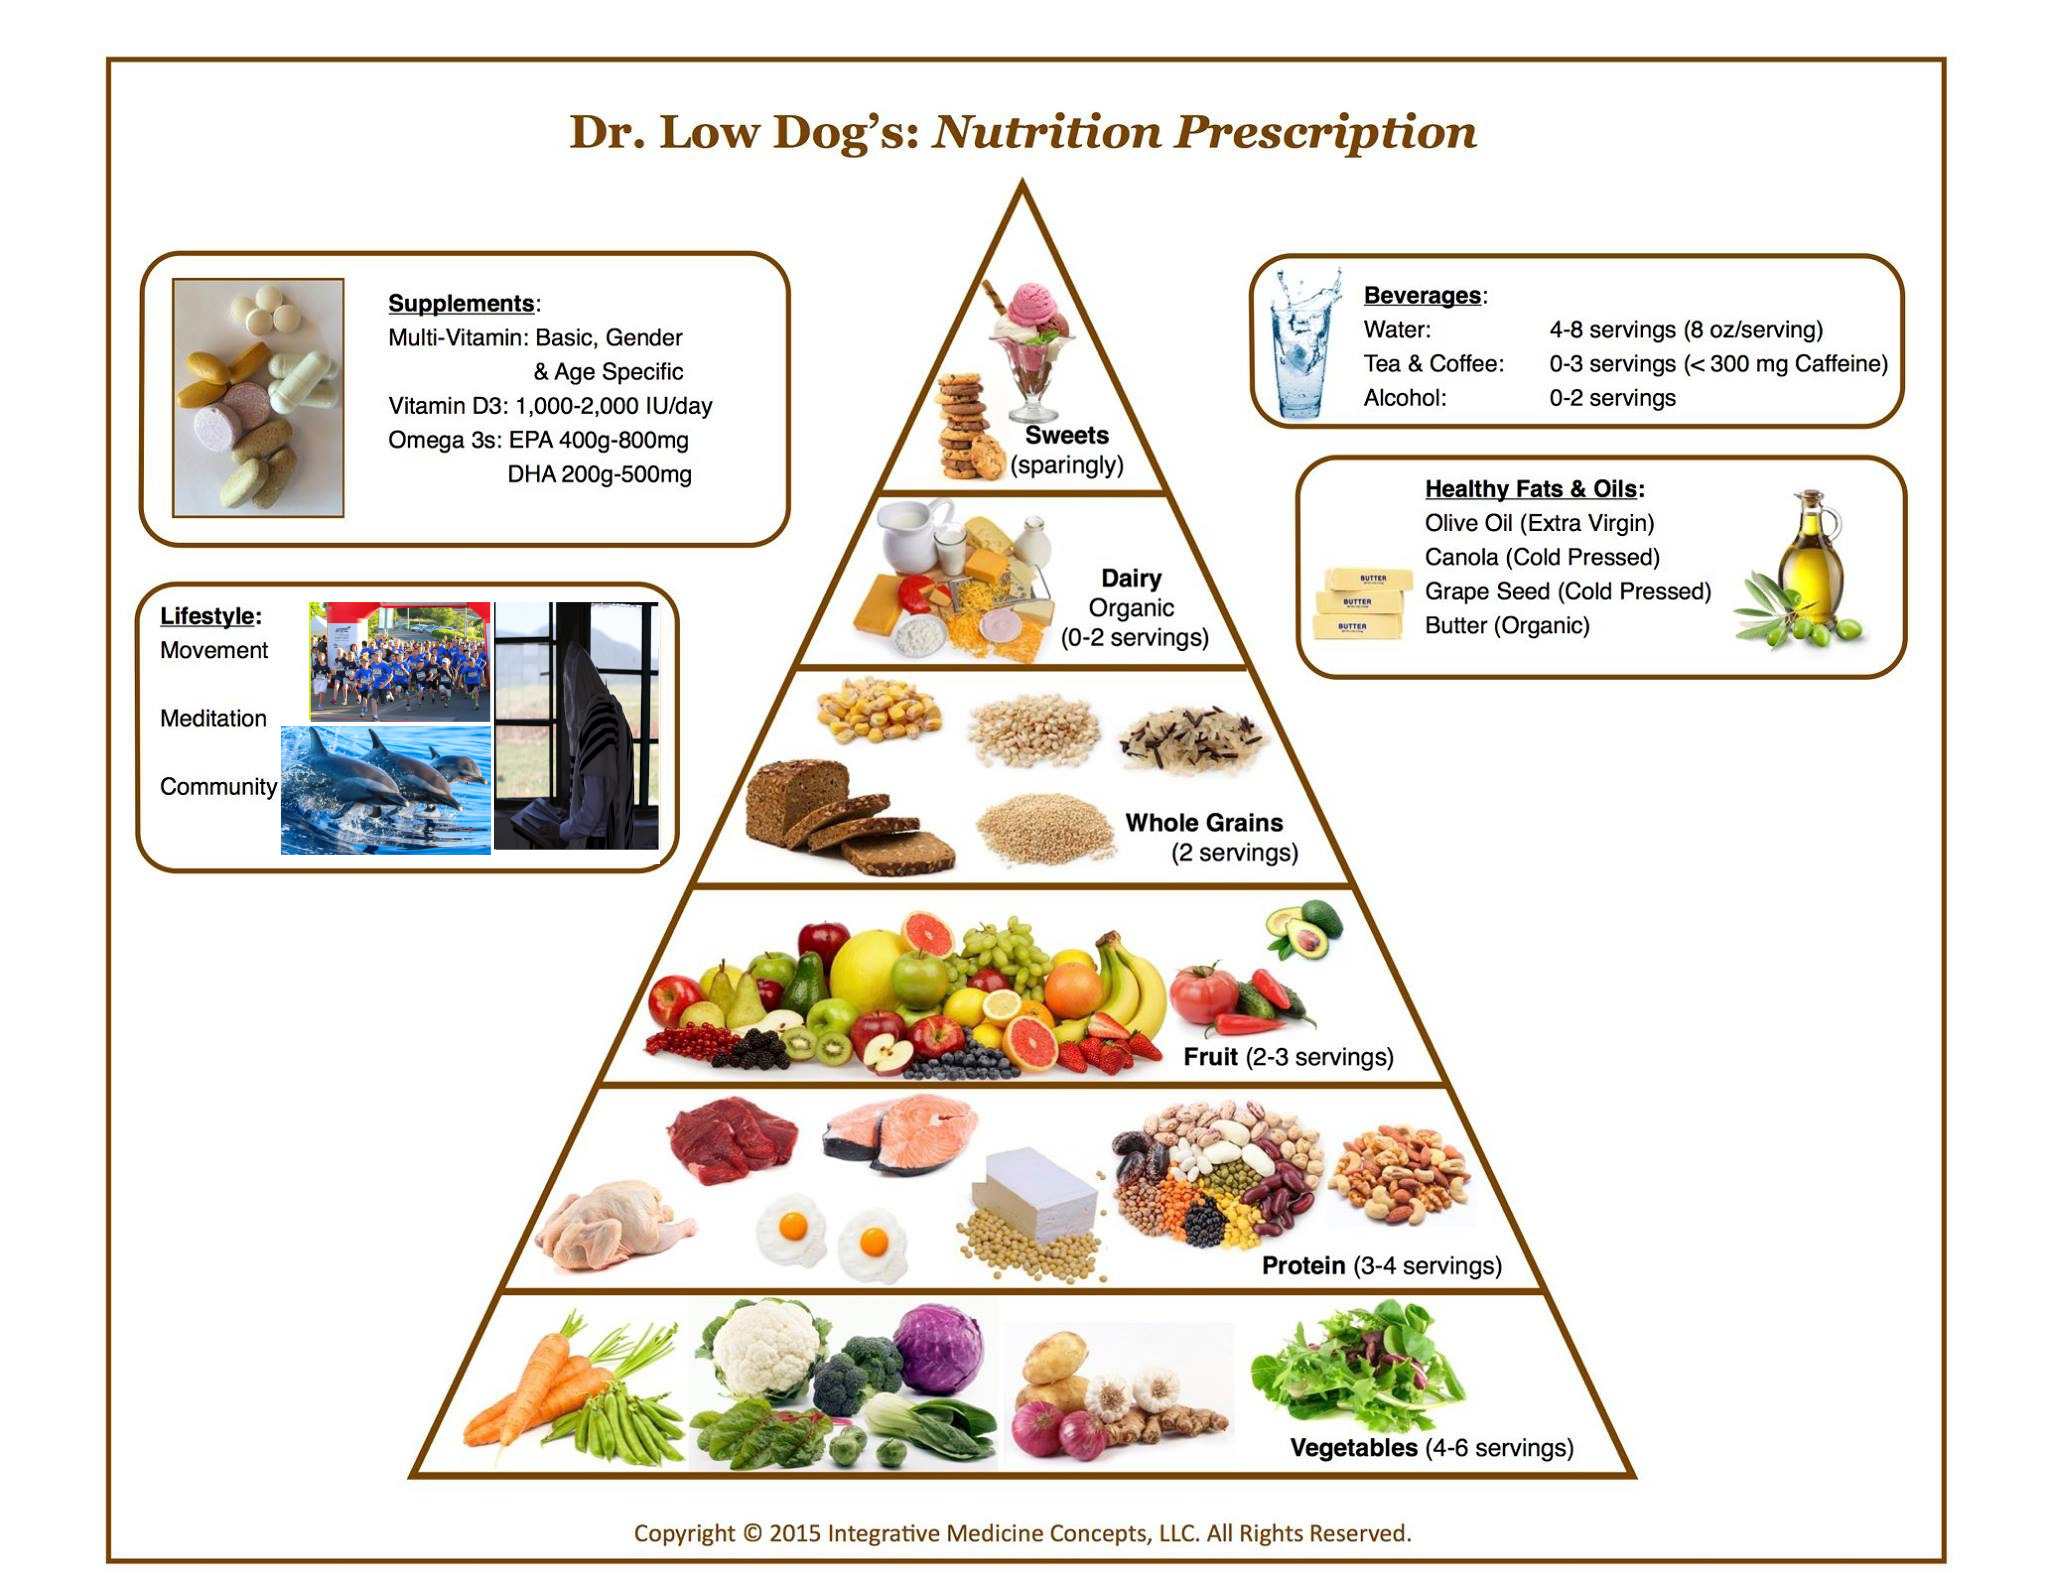 Dr. Low Dog's: Nutrition Prescription
Supplements:
Multi-Vitamin: Basic, Gender
& Age Specific
Vitamin D3: 1,000-2,000 IU/day
Omega 3s: EPA 400g-800mg
DHA 200g-500mg
Lifestyle:
Movement
Meditation
Community
Beverages:
Water: 4-8 servings (8 oz/serving)
Tea & Coffee: 0-3 servings (< 300 mg Caffeine)
Alcohol: 0-2 servings
Healthy Fats & Oils:
Olive Oil (Extra Virgin)
Canola (Cold Pressed)
Grape Seed (Cold Pressed)
Butter (Organic)
BUTTER
BUTTER
BUTTER
Sweets
(sparingly)
Dairy
Organic
(0-2 servings)
Whole Grains
(2 servings)
Fruit (2-3 servings)
Protein (3-4 servings)
Vegetables (4-6 servings)
Copyright © 2015 Integrative Medicine Concepts, LLC. All Rights Reserved.